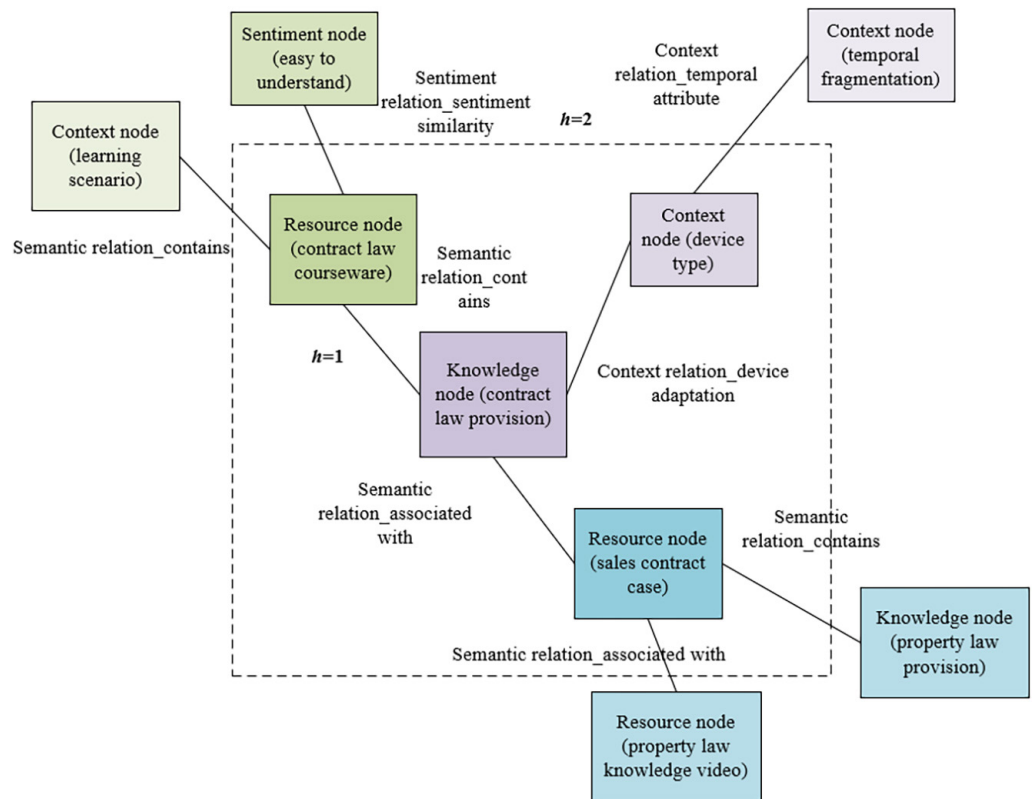 Sentiment node
(easy to
understand)
Context node
(temporal
fragmentation)
Context
relation_temporal
attribute
Sentiment
relation_sentiment
similarity
h=2
Context node
(learning
scenario)
Semantic relation_contains
Resource node
(contract law
courseware)
Context
node (device
type)
Semantic
relation_cont
ains
h=1
Knowledge
node (contract
law provision)
Context relation_device
adaptation
Semantic
relation_associated
with
Resource node
(sales contract
case)
Semantic
relation_contains
Knowledge node
(property law
provision)
Semantic relation_associated with
Resource node
(property law
knowledge video)